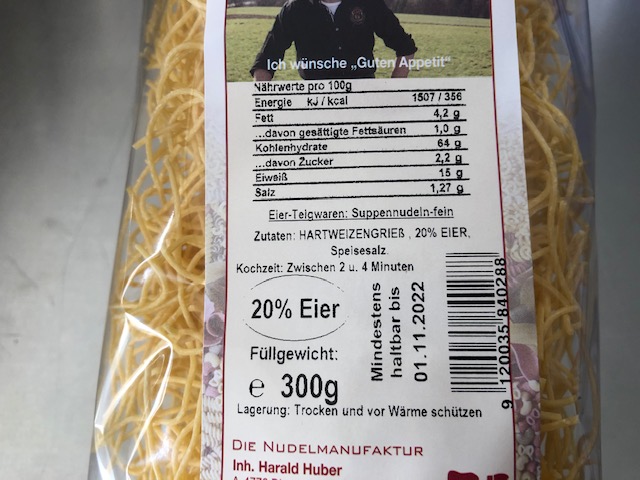 Ich wünsche „Guten Appetit"
Nährwerte pro 100g
Energie kJ / kcal 1507 / 356
Fett 4,2 g
...davon gesättigte Fettsäuren 1,0 g
Kohlenhydrate 64 g
...davon Zucker 2,2 g
Eiweiß 15 g
Salz 1,27 g
Eier-Teigwaren: Suppennudeln-fein
Zutaten: HARTWEIZENGRIEß , 20% EIER,
Speisesalz
Kochzeit: Zwischen 2 u. 4 Minuten
20% Eier
Füllgewicht:
e 300g
Mindestens
haltbar bis
01.11.2022
9 120035 840288
Lagerung: Trocken und vor Wärme schützen
DIE NUDELMANUFAKTUR
Inh. Harald Huber